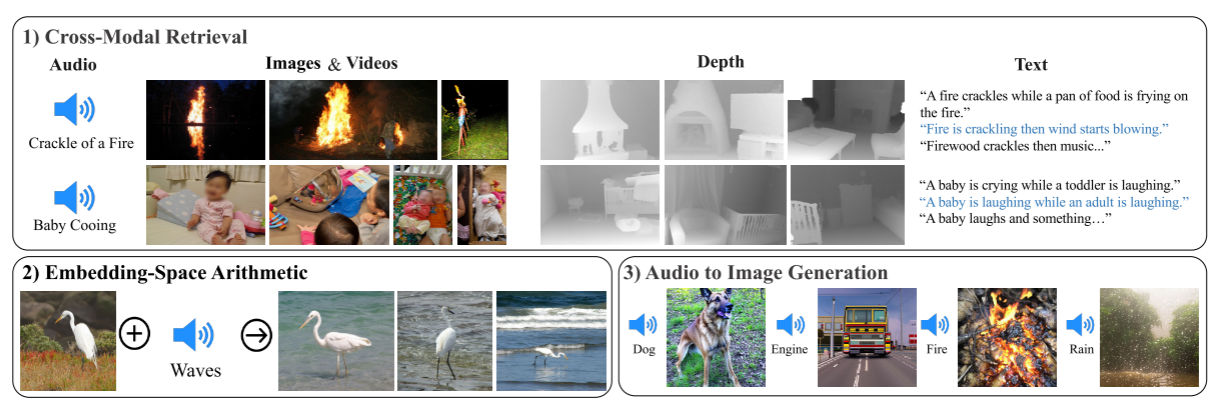 1) Cross-Modal Retrieval
Audio
Images & Videos
Depth
Text
Crackle of a Fire
“A fire crackles while a pan of food is frying on
the fire.”
“Fire is crackling then wind starts blowing.”
“Firewood crackles then music...”
Baby Cooing
“A baby is crying while a toddler is laughing.”
“A baby is laughing while an adult is laughing.”
“A baby laughs and something…”
2) Embedding-Space Arithmetic
Waves
3) Audio to Image Generation
Dog
Engine
Fire
Rain